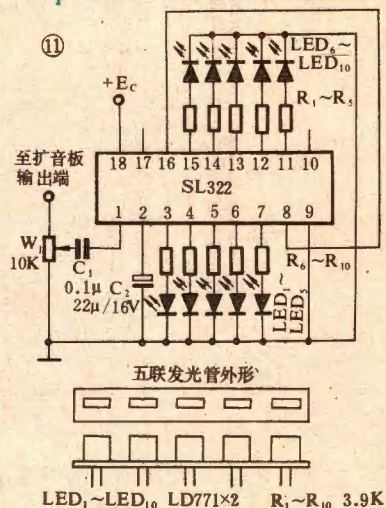 ⑪
LED₆～
LED₁₀
+E_C
R₁～R₅
至扩音板
输出端
18 17 16 15 14 13 12 11 10
SL322
1 2 3 4 5 6 7 8 9
W₁
10K
C₁
0.1μ
C₂
22μ/16V
R₆～R₁₀
LED₁～
LED₅
五联发光管外形
LED₁～LED₁₀ LD771×2 R₁～R₁₀ 3.9K